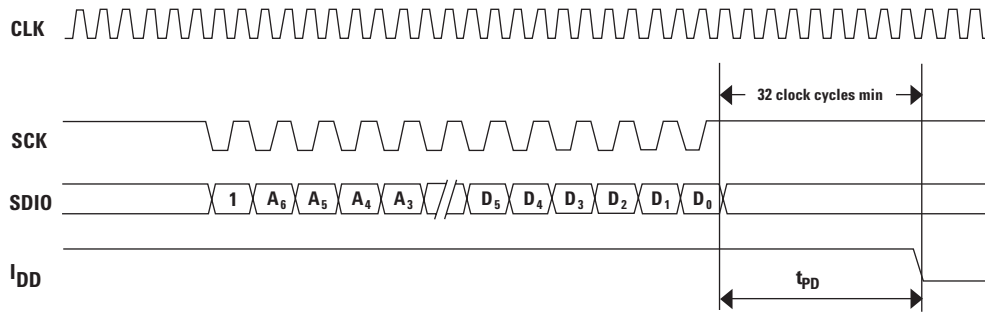 CLK
32 clock cycles min
SCK
SDIO 1 A6 A5 A4 A3 D5 D4 D3 D2 D1 D0
IDD
tPD